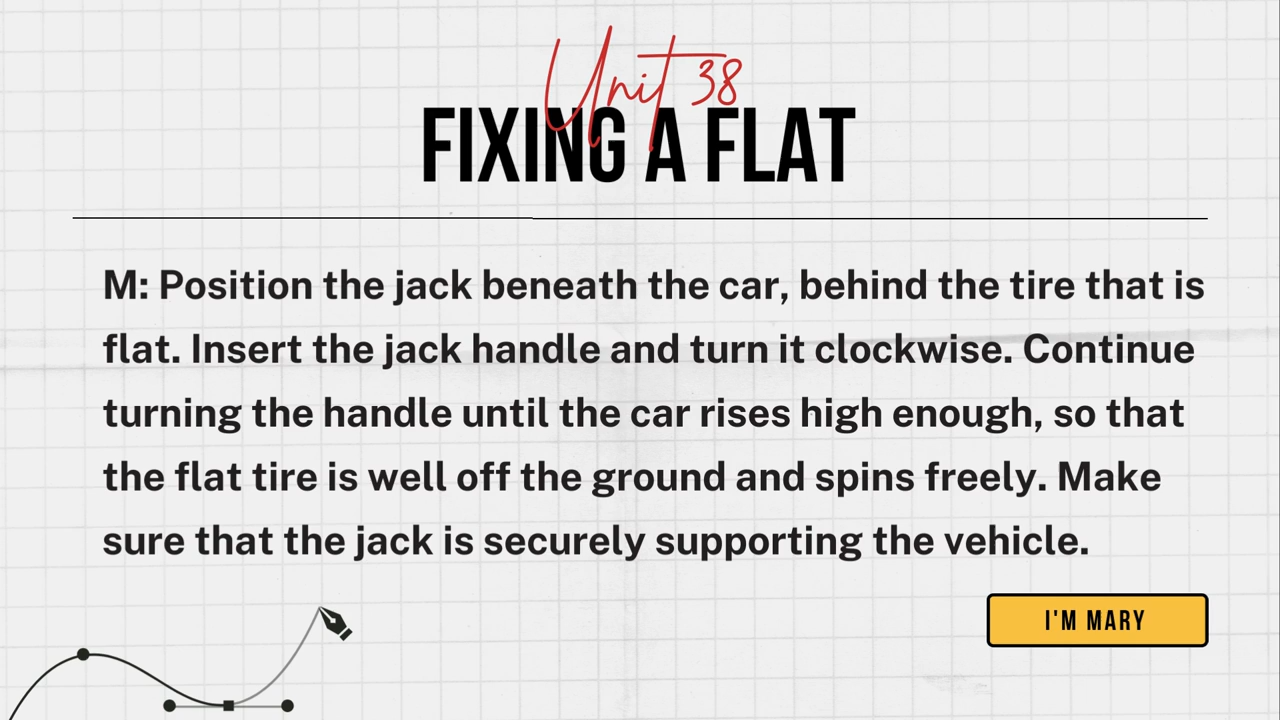 Unit 38
FIXING A FLAT
M: Position the jack beneath the car, behind the tire that is
flat. Insert the jack handle and turn it clockwise. Continue
turning the handle until the car rises high enough, so that
the flat tire is well off the ground and spins freely. Make
sure that the jack is securely supporting the vehicle.
I'M MARY